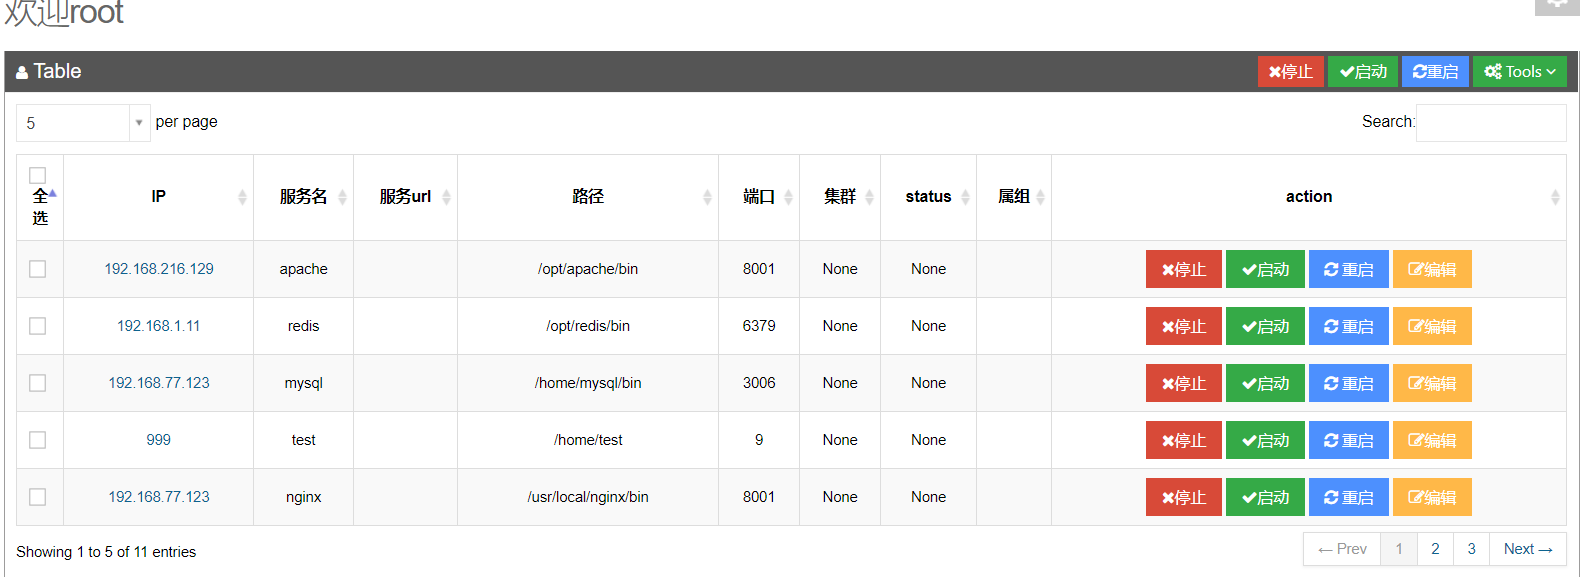 欢迎root
Table 停止 启动 重启 Tools
5 per page Search:
全选 IP 服务名 服务url 路径 端口 集群 status 属组 action
192.168.216.129 apache /opt/apache/bin 8001 None None 停止 启动 重启 编辑
192.168.1.11 redis /opt/redis/bin 6379 None None 停止 启动 重启 编辑
192.168.77.123 mysql /home/mysql/bin 3006 None None 停止 启动 重启 编辑
999 test /home/test 9 None None 停止 启动 重启 编辑
192.168.77.123 nginx /usr/local/nginx/bin 8001 None None 停止 启动 重启 编辑
Showing 1 to 5 of 11 entries ← Prev 1 2 3 Next →